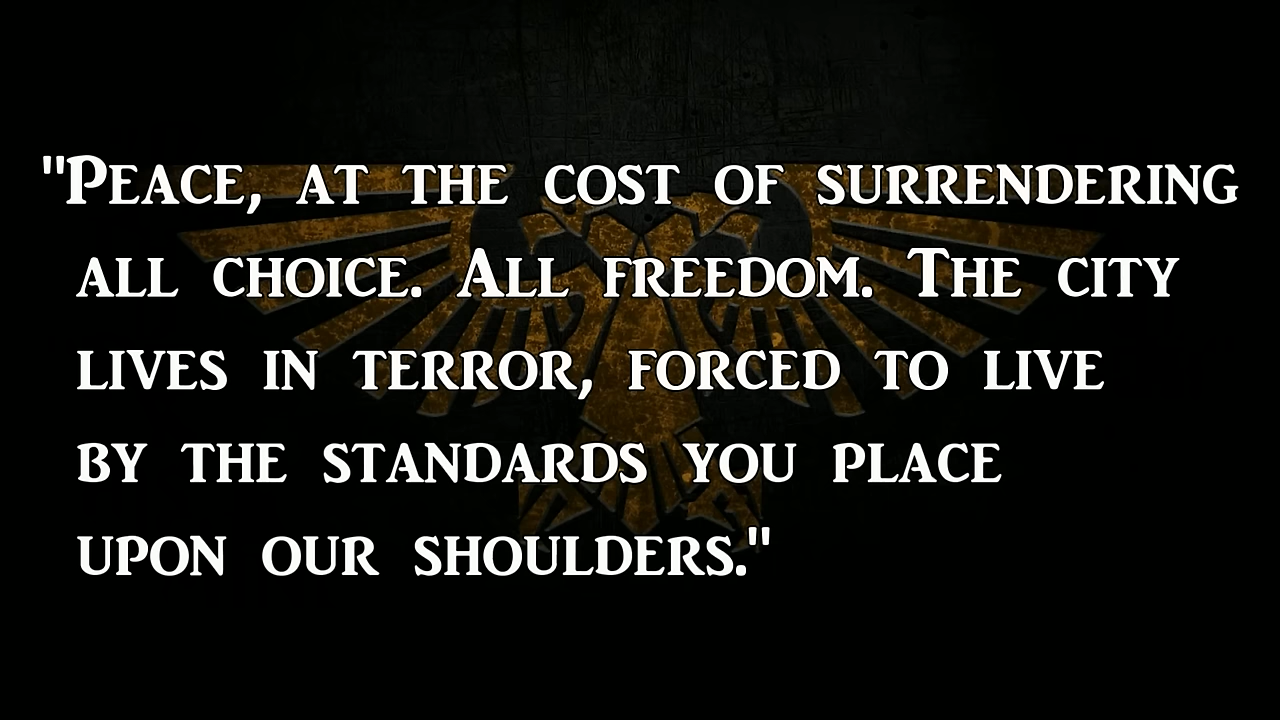 "Peace, at the cost of surrendering
all choice. All freedom. The city
lives in terror, forced to live
by the standards you place
upon our shoulders."